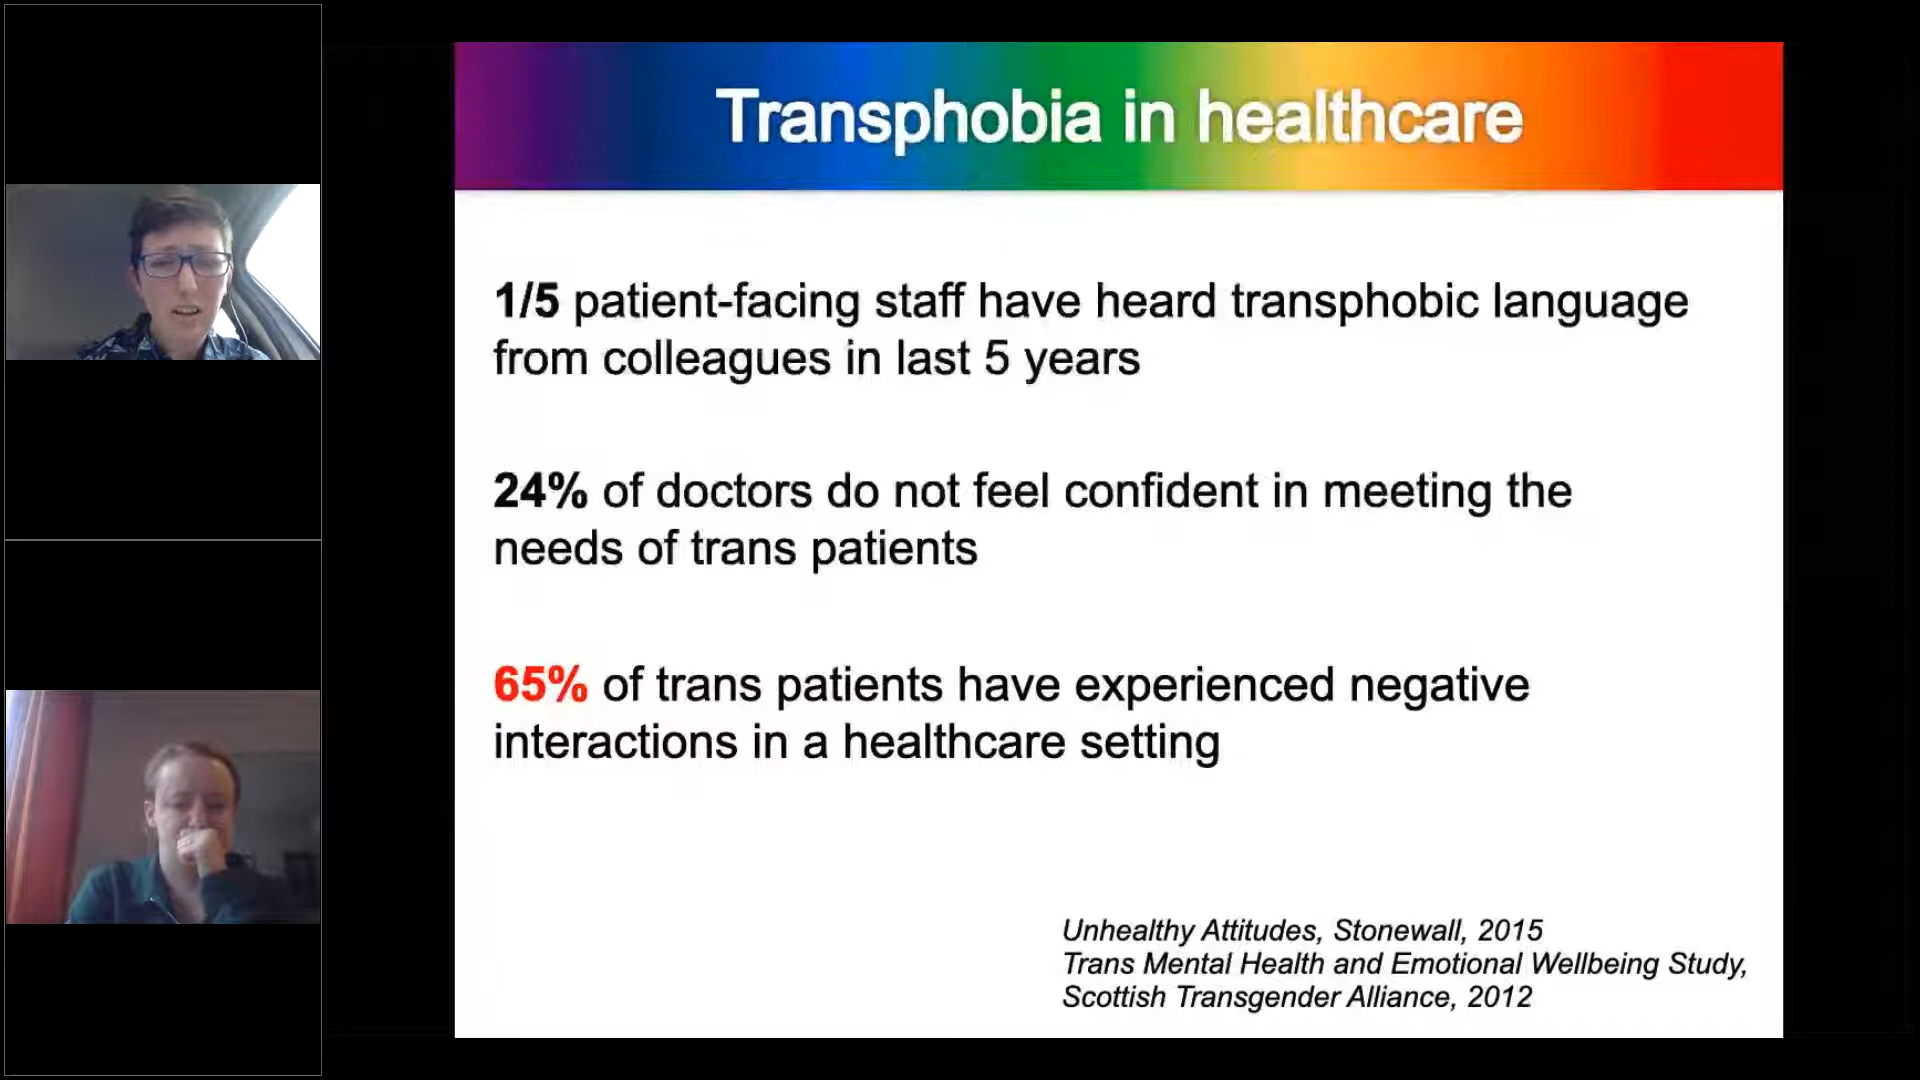 Transphobia in healthcare
1/5 patient-facing staff have heard transphobic language
from colleagues in last 5 years
24% of doctors do not feel confident in meeting the
needs of trans patients
65% of trans patients have experienced negative
interactions in a healthcare setting
Unhealthy Attitudes, Stonewall, 2015
Trans Mental Health and Emotional Wellbeing Study,
Scottish Transgender Alliance, 2012